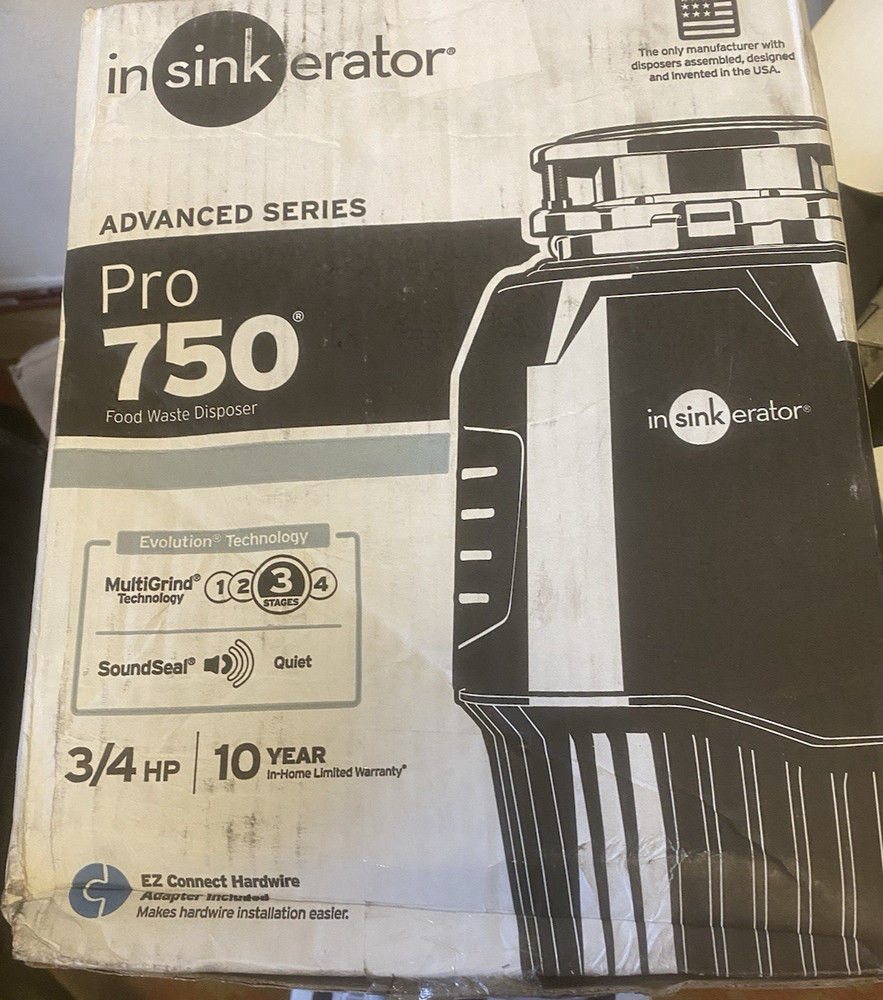 insinkerator®
The only manufacturer with
disposers assembled, designed
and invented in the USA.
ADVANCED SERIES
Pro
750®
Food Waste Disposer
insinkerator®
Evolution® Technology
MultiGrind®
Technology
1 2 3 4
STAGES
SoundSeal® Quiet
3/4 HP
10 YEAR
In-Home Limited Warranty*
EZ Connect Hardwire
Adapter Included
Makes hardwire installation easier.